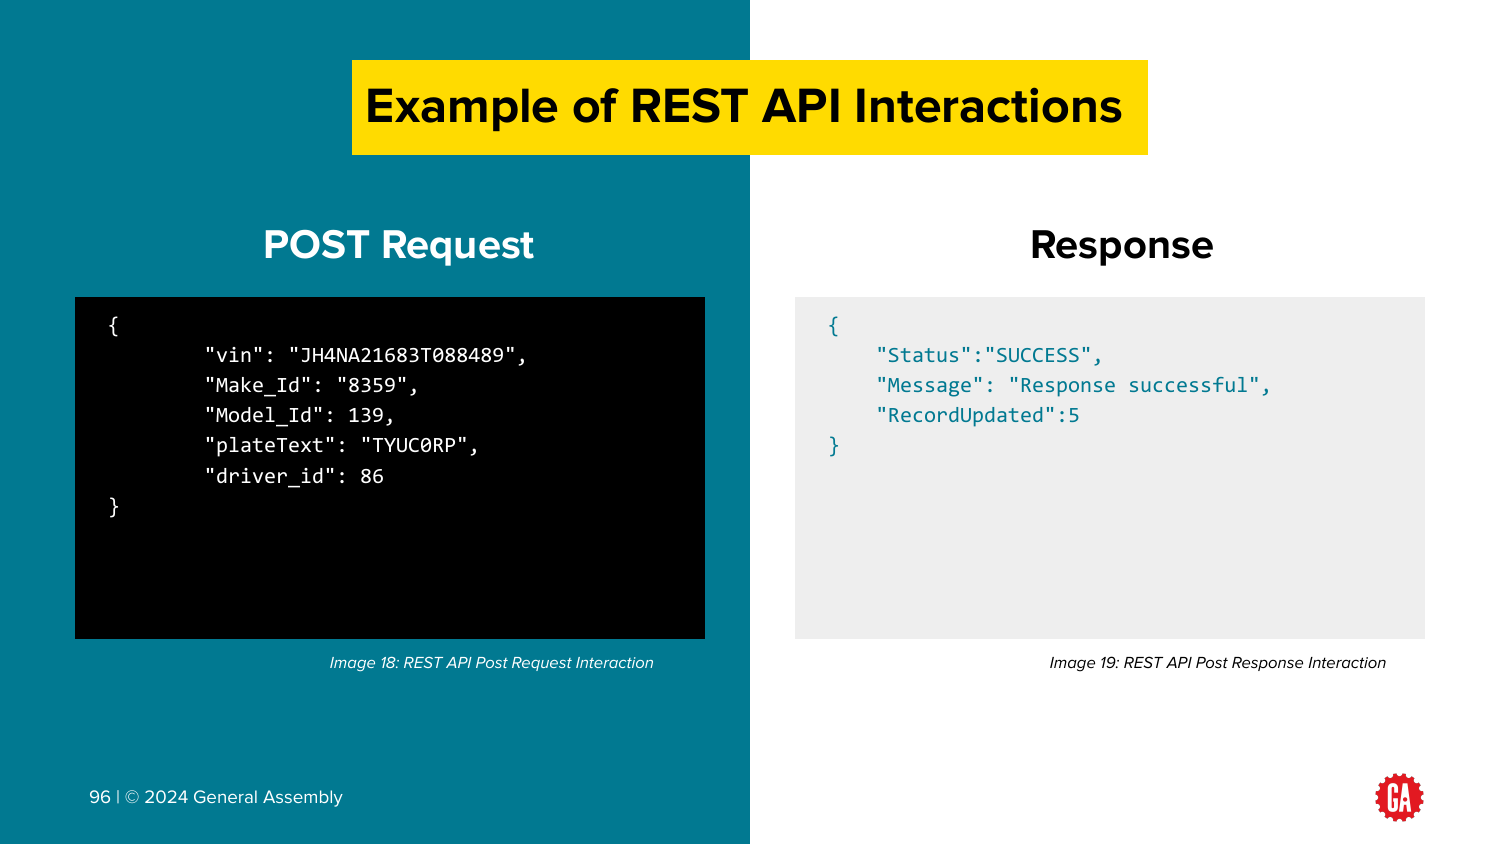 Example of REST API Interactions
POST Request
{
"vin": "JH4NA21683T088489",
"Make_Id": "8359",
"Model_Id": 139,
"plateText": "TYUC0RP",
"driver_id": 86
}
Image 18: REST API Post Request Interaction
Response
{
"Status":"SUCCESS",
"Message": "Response successful",
"RecordUpdated":5
}
Image 19: REST API Post Response Interaction
96 | © 2024 General Assembly
GA